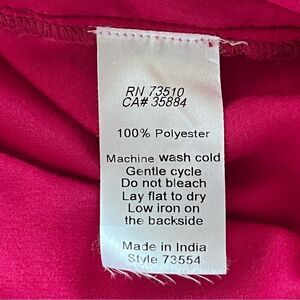 RN 73510
CA# 35884
100% Polyester
Machine wash cold
Gentle cycle
Do not bleach
Lay flat to dry
Low iron on
the backside
Made in India
Style 73554